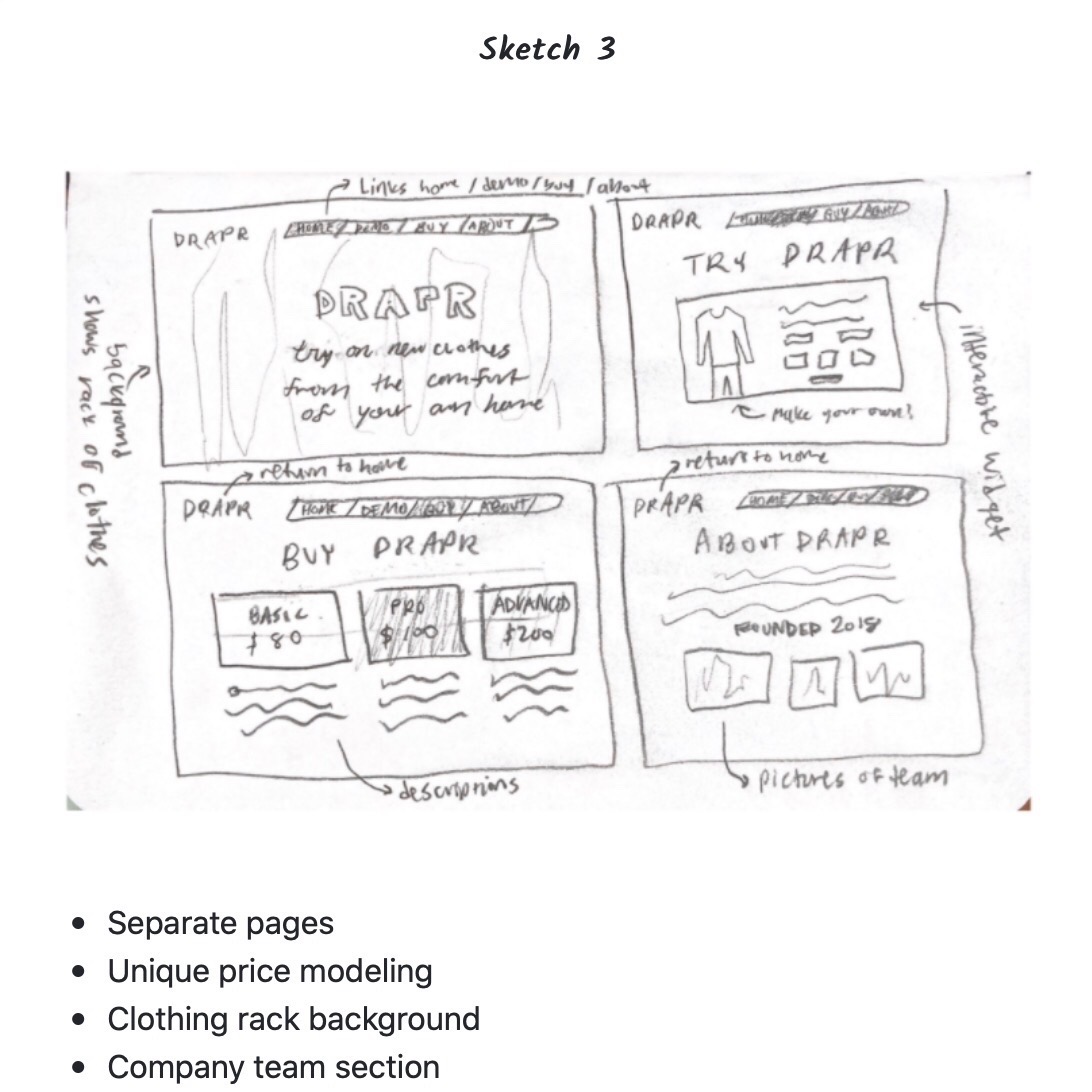 Sketch 3
Links home / demo / buy / about
DRAPR
HOME / DEMO / BUY / ABOUT
DRAPR
try on new clothes
from the comfort
of your own home
background
shows rack of clothes
DRAPR
BUY / ABOUT
TRY DRAPR
Make your own!
interactive widget
return to home
DRAPR
HOME / DEMO / BUY / ABOUT /
BUY DRAPR
BASIC
$80
PRO
$100
ADVANCED
$200
descriptions
return to home
DRAPR
HOME /
ABOUT DRAPR
FOUNDED 2018
pictures of team
• Separate pages
• Unique price modeling
• Clothing rack background
• Company team section